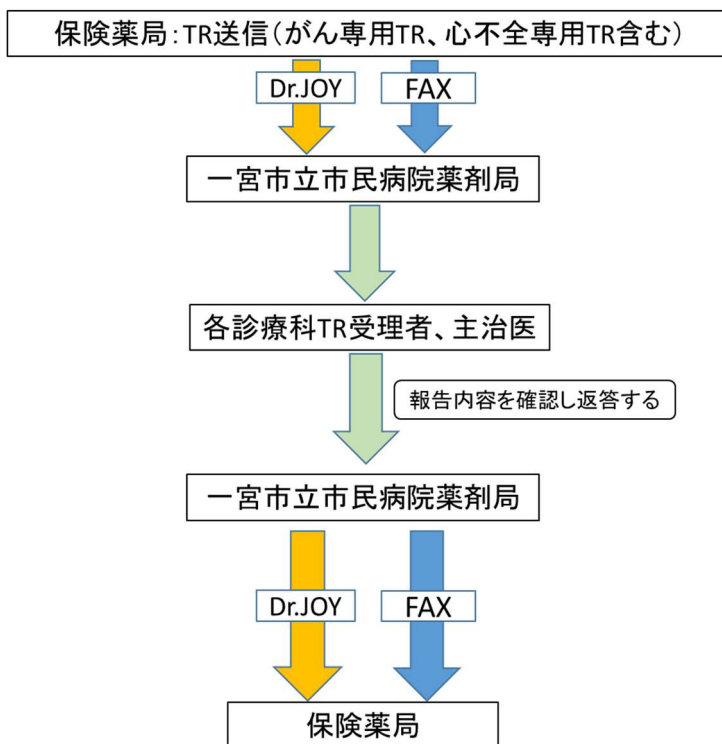 保険薬局：TR送信（がん専用TR、心不全専用TR含む）
Dr.JOY
FAX
一宮市立市民病院薬剤局
各診療科TR受理者、主治医
報告内容を確認し返答する
一宮市立市民病院薬剤局
Dr.JOY
FAX
保険薬局